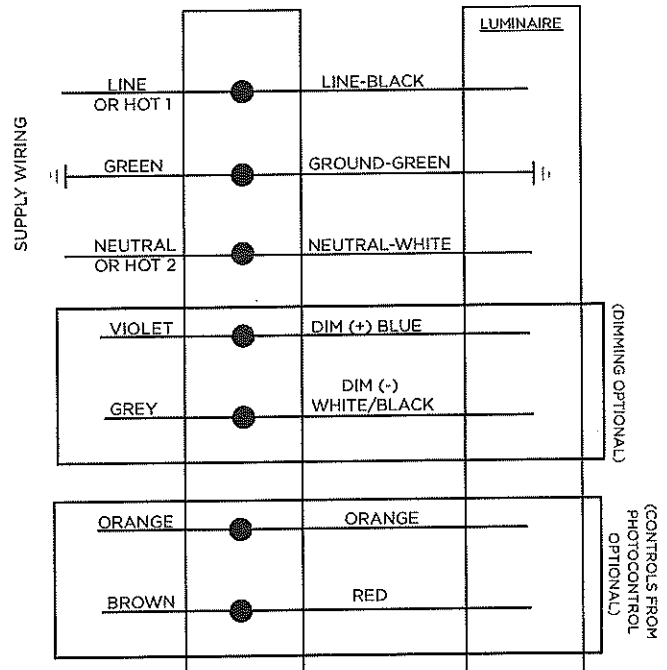 LUMINAIRE
SUPPLY WIRING
LINE
OR HOT 1
LINE-BLACK
GREEN
GROUND-GREEN
NEUTRAL
OR HOT 2
NEUTRAL-WHITE
(DIMMING OPTIONAL)
VIOLET
DIM (+) BLUE
GREY
DIM (-)
WHITE/BLACK
(CONTROLS FROM
PHOTOCONTROL
OPTIONAL)
ORANGE
ORANGE
BROWN
RED